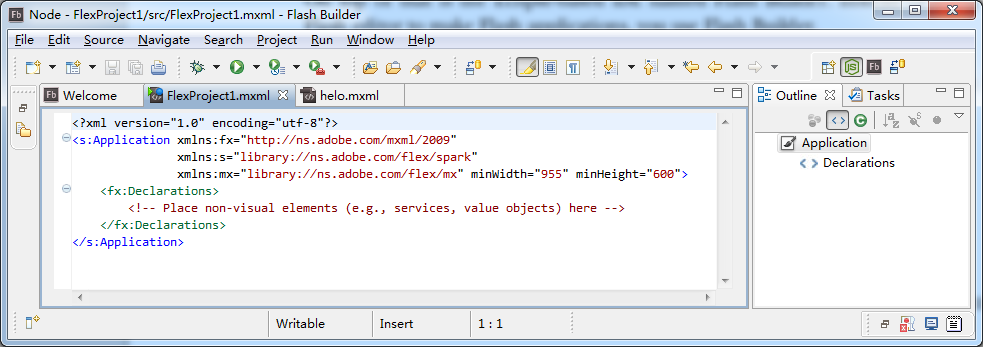 Fb Node - FlexProject1/src/FlexProject1.mxml - Flash Builder
File Edit Source Navigate Search Project Run Window Help
Fb
Fb Welcome FlexProject1.mxml helo.mxml
Outline Tasks
<?xml version="1.0" encoding="utf-8"?>
<s:Application xmlns:fx="http://ns.adobe.com/mxml/2009"
xmlns:s="library://ns.adobe.com/flex/spark"
xmlns:mx="library://ns.adobe.com/flex/mx" minWidth="955" minHeight="600">
<fx:Declarations>
<!-- Place non-visual elements (e.g., services, value objects) here -->
</fx:Declarations>
</s:Application>
Application
<> Declarations
Writable Insert 1 : 1